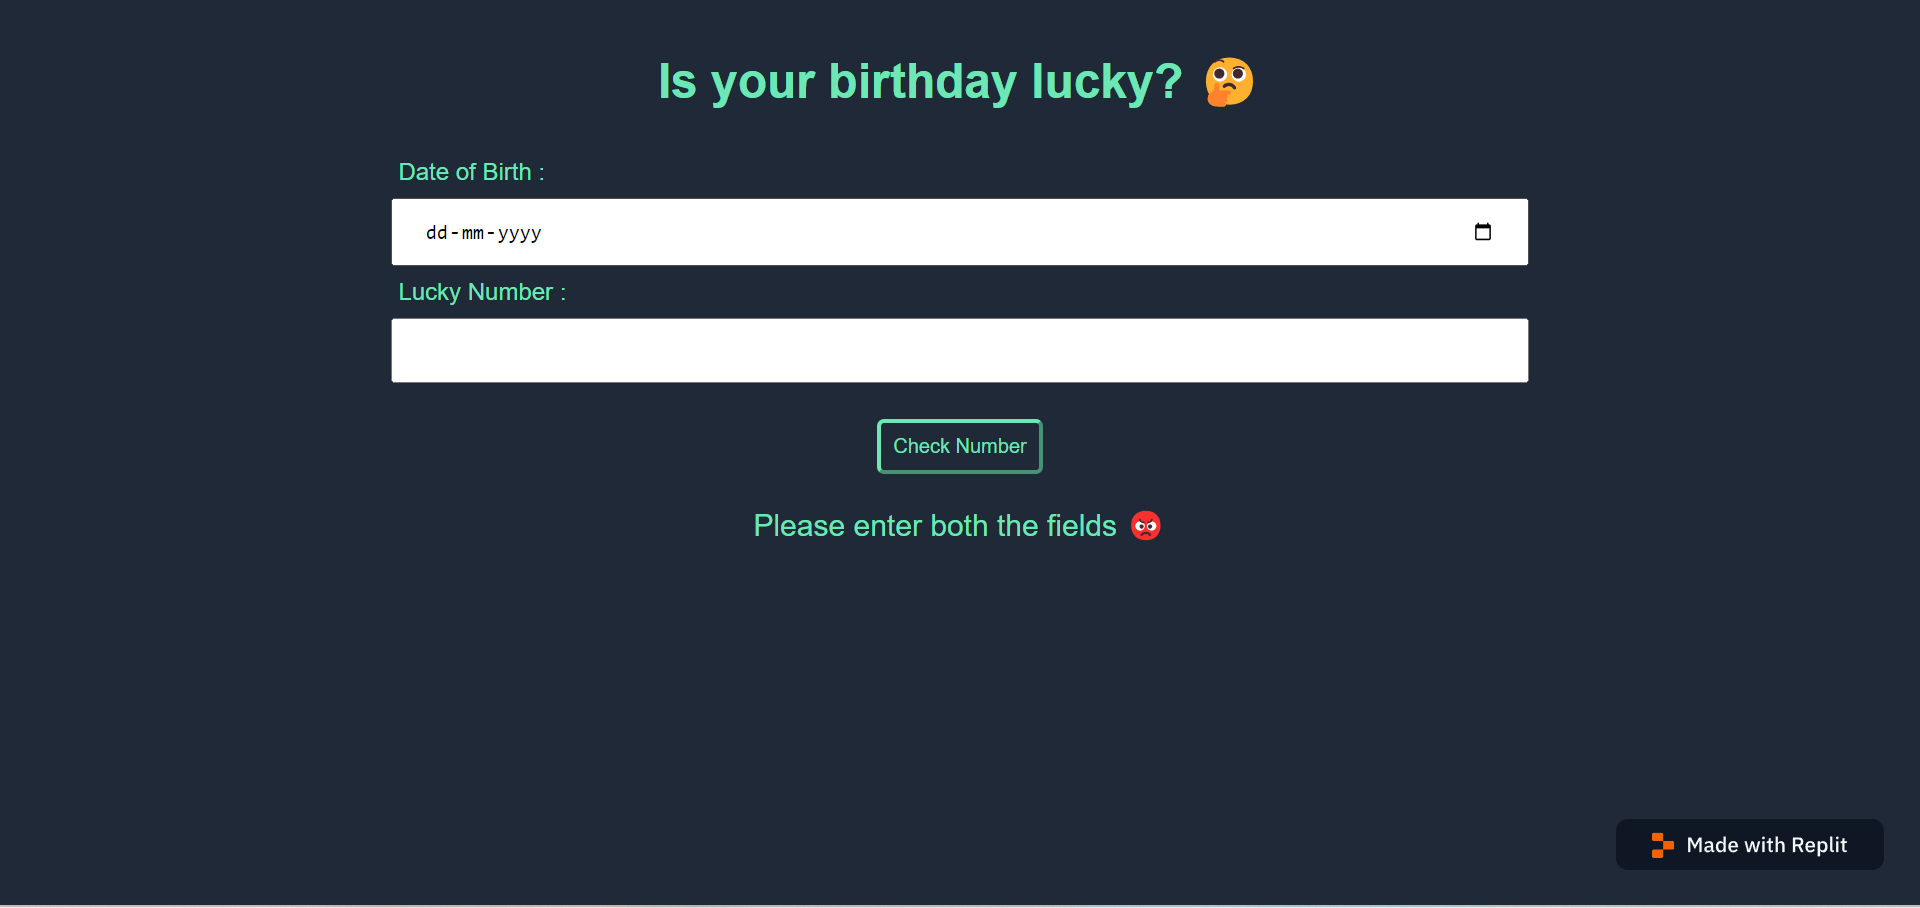 Is your birthday lucky? 🤔
Date of Birth :
dd-mm-yyyy
Lucky Number :
Check Number
Please enter both the fields 😡
Made with Replit